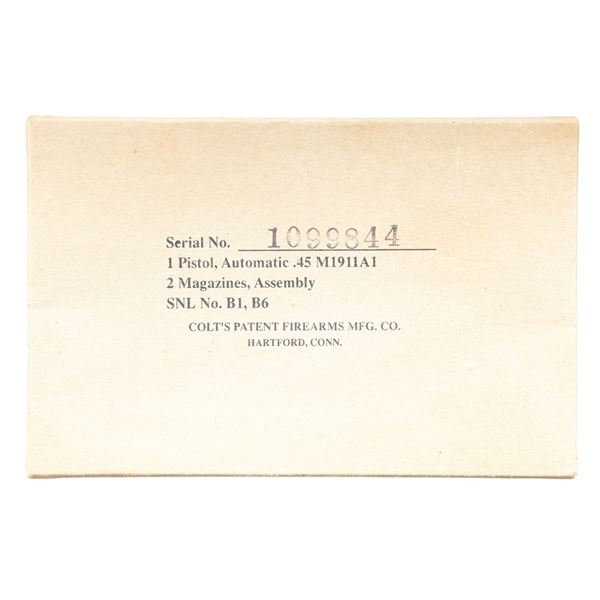 Serial No. 1099844
1 Pistol, Automatic .45 M1911A1
2 Magazines, Assembly
SNL No. B1, B6
COLT'S PATENT FIREARMS MFG. CO.
HARTFORD, CONN.